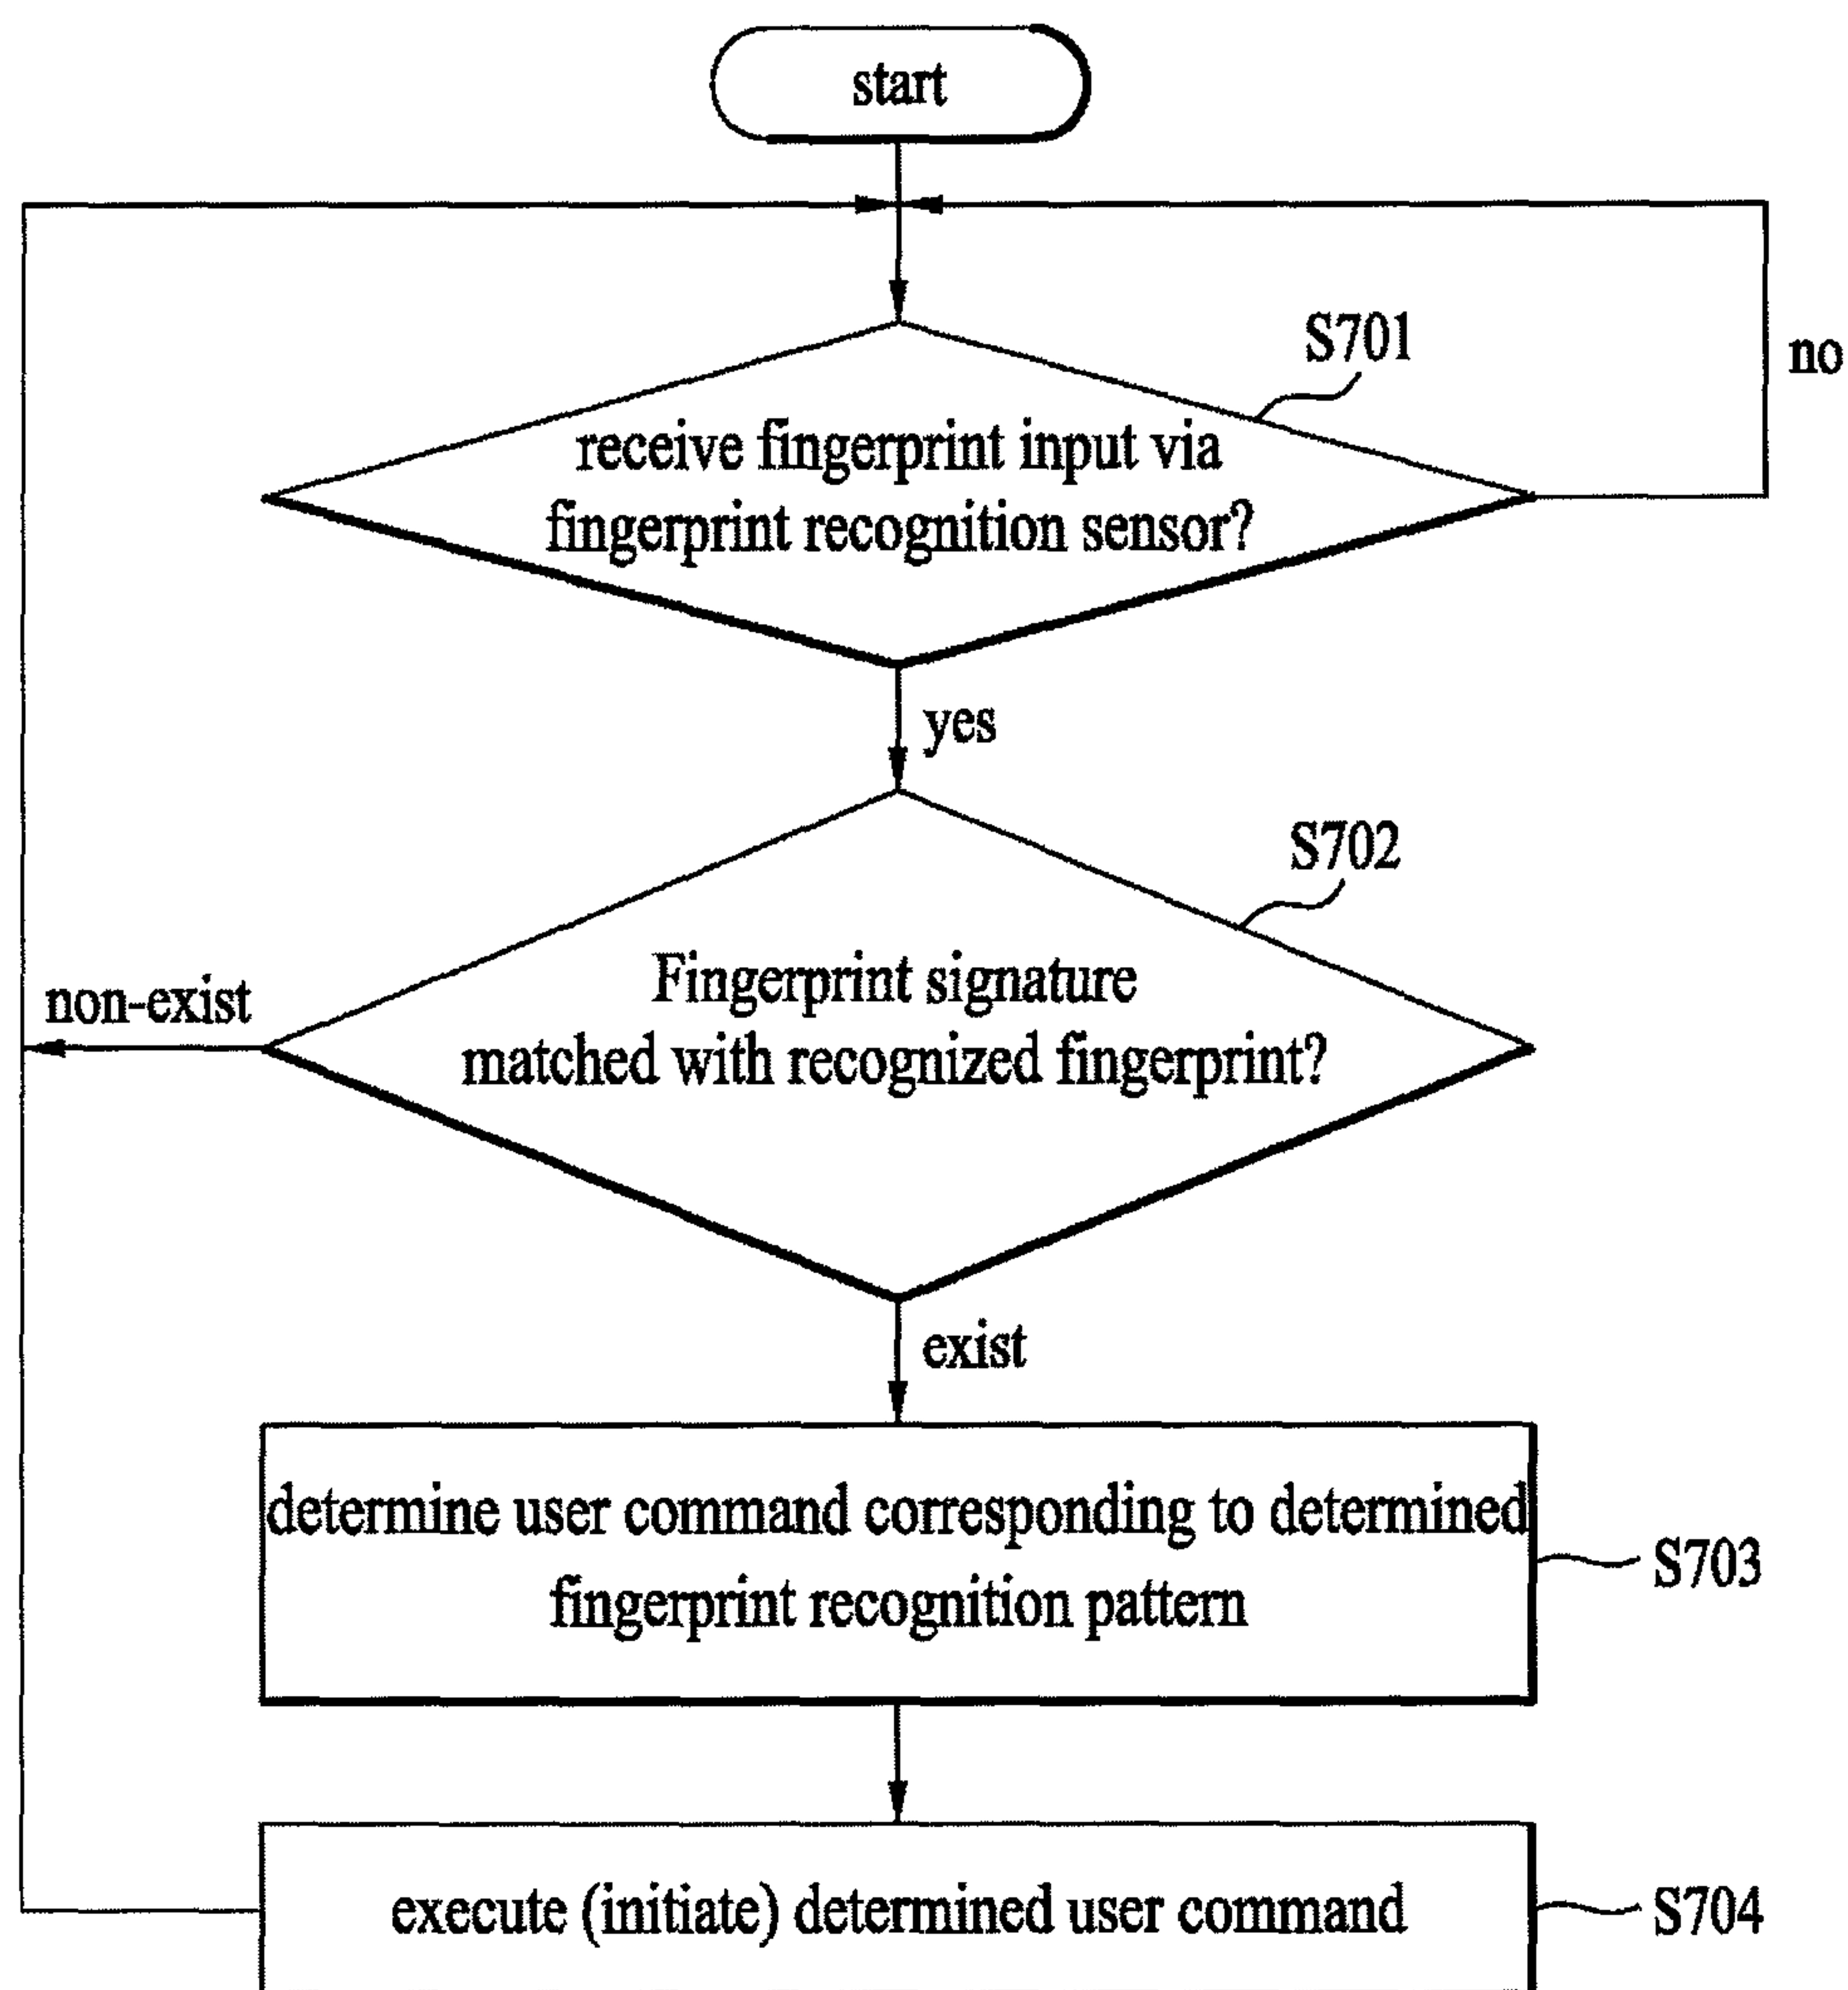 start
S701
no
receive fingerprint input via
fingerprint recognition sensor?
yes
S702
Fingerprint signature
matched with recognized fingerprint?
non-exist
exist
determine user command corresponding to determined
fingerprint recognition pattern
S703
execute (initiate) determined user command
S704